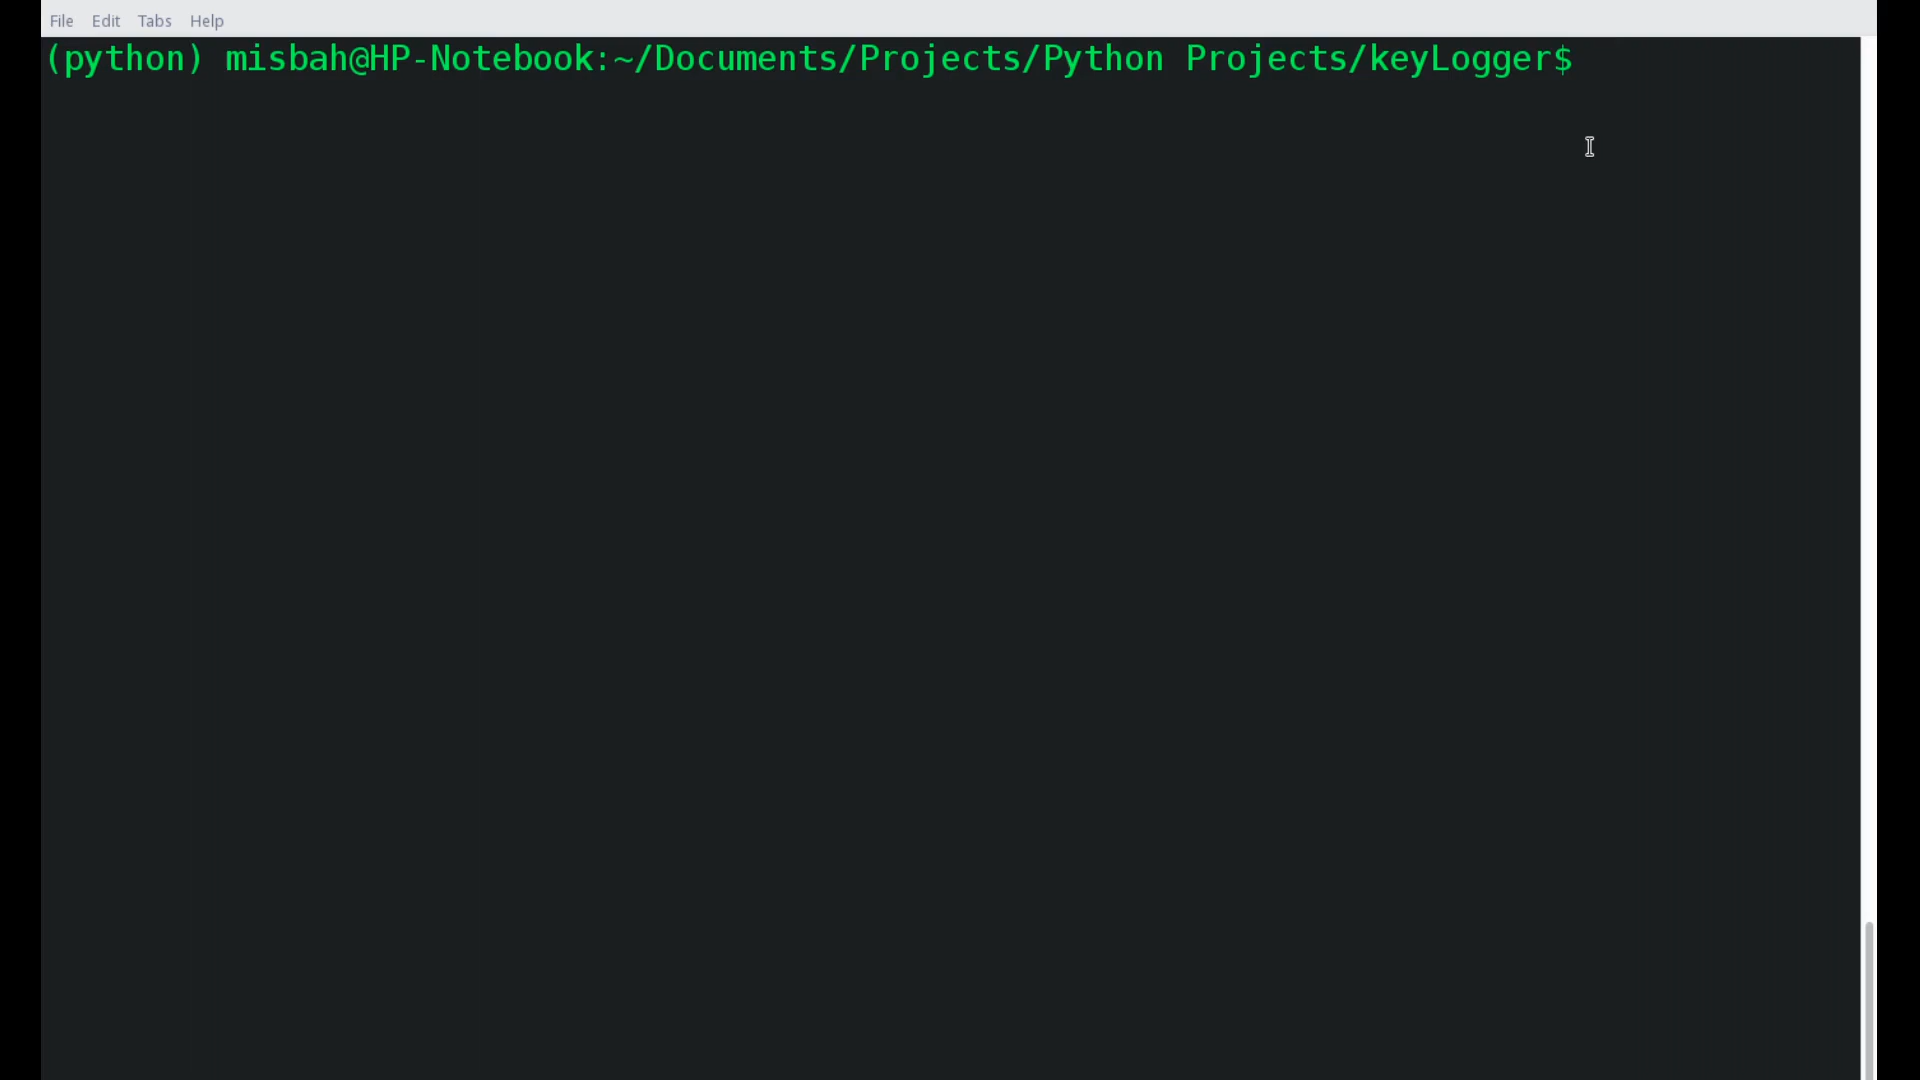 File Edit Tabs Help
(python) misbah@HP-Notebook:~/Documents/Projects/Python Projects/keyLogger$